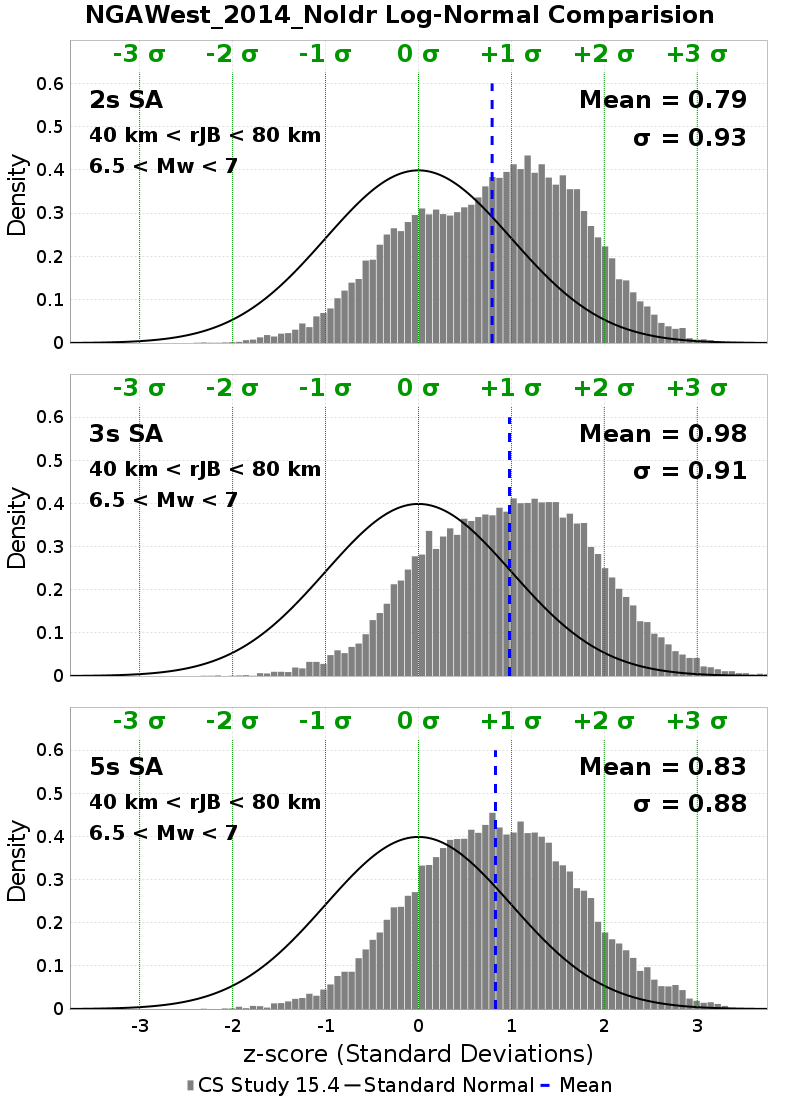 NGAWest_2014_NoIdr Log-Normal Comparision
-3 σ -2 σ -1 σ 0 σ +1 σ +2 σ +3 σ
2s SA
Mean = 0.79
40 km < rJB < 80 km
σ = 0.93
6.5 < Mw < 7
Density
0.6
0.5
0.4
0.3
0.2
0.1
0
-3 σ -2 σ -1 σ 0 σ +1 σ +2 σ +3 σ
3s SA
Mean = 0.98
40 km < rJB < 80 km
σ = 0.91
6.5 < Mw < 7
Density
0.6
0.5
0.4
0.3
0.2
0.1
0
-3 σ -2 σ -1 σ 0 σ +1 σ +2 σ +3 σ
5s SA
Mean = 0.83
40 km < rJB < 80 km
σ = 0.88
6.5 < Mw < 7
Density
0.6
0.5
0.4
0.3
0.2
0.1
0
-3 -2 -1 0 1 2 3
z-score (Standard Deviations)
CS Study 15.4 Standard Normal Mean